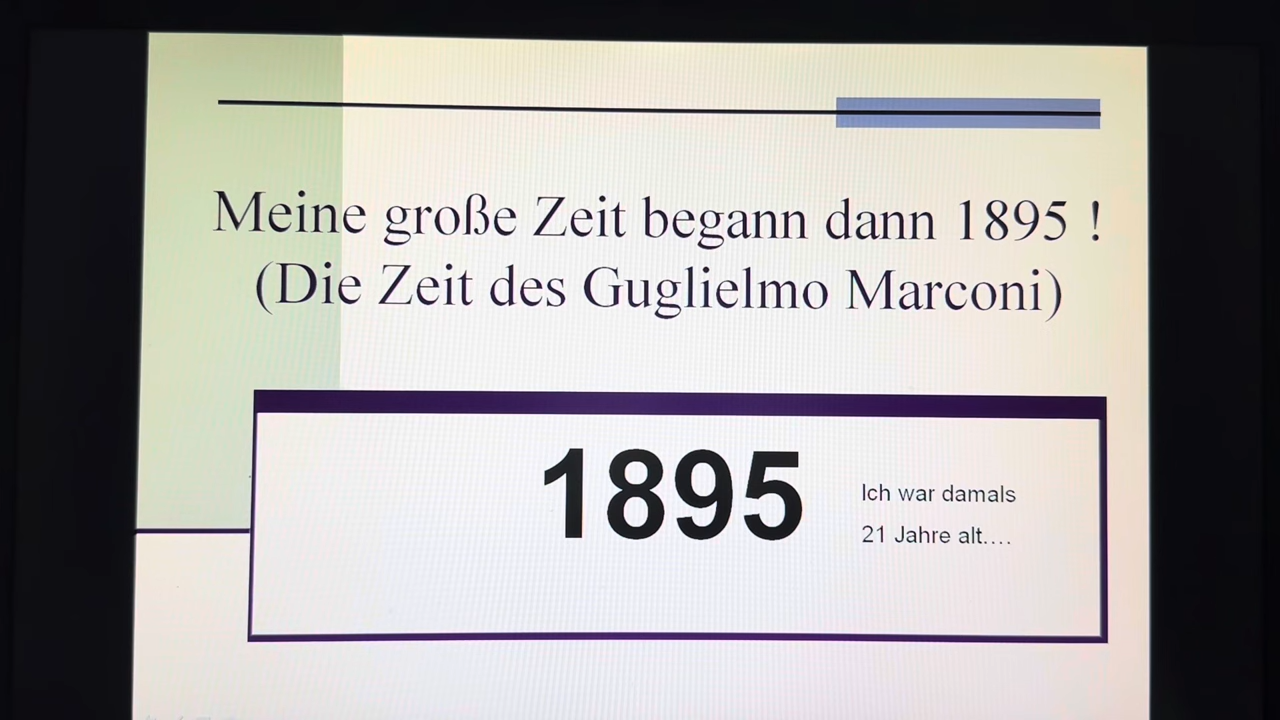 Meine große Zeit begann dann 1895 !
(Die Zeit des Guglielmo Marconi)
1895
Ich war damals
21 Jahre alt....